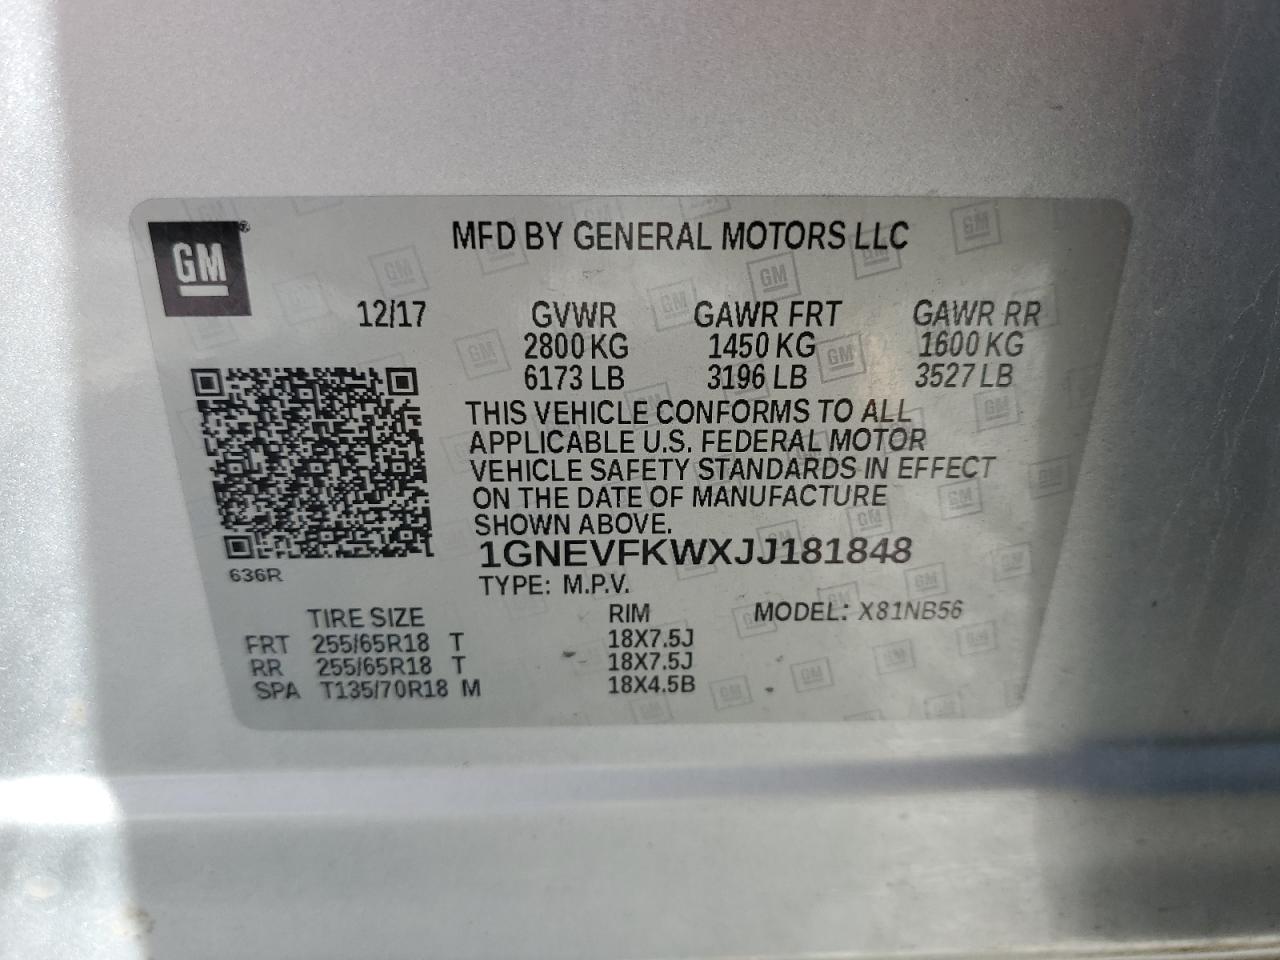 GM®
MFD BY GENERAL MOTORS LLC
12/17 GVWR GAWR FRT GAWR RR
2800 KG 1450 KG 1600 KG
6173 LB 3196 LB 3527 LB
THIS VEHICLE CONFORMS TO ALL
APPLICABLE U.S. FEDERAL MOTOR
VEHICLE SAFETY STANDARDS IN EFFECT
ON THE DATE OF MANUFACTURE
SHOWN ABOVE.
1GNEVFKWXJJ181848
636R
TYPE: M.P.V.
TIRE SIZE RIM MODEL: X81NB56
FRT 255/65R18 T 18X7.5J
RR 255/65R18 T 18X7.5J
SPA T135/70R18 M 18X4.5B